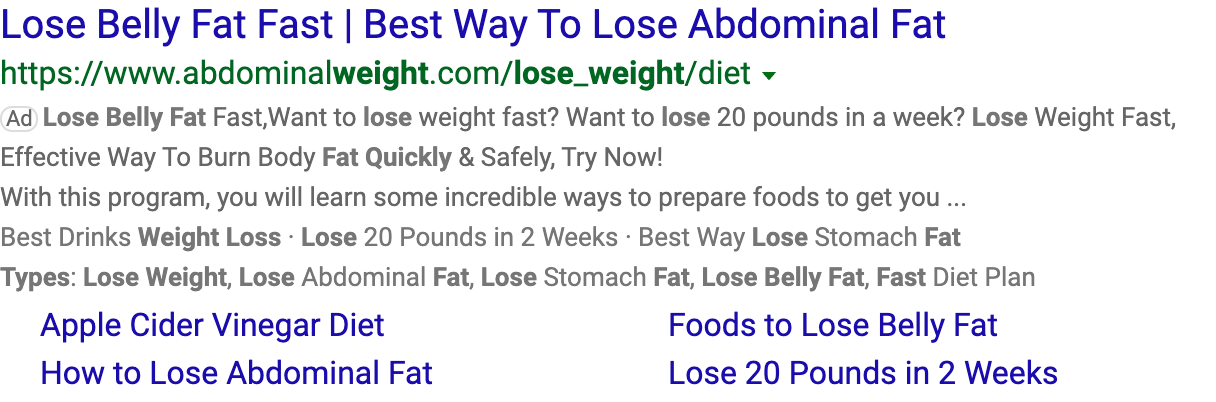 Lose Belly Fat Fast | Best Way To Lose Abdominal Fat
https://www.abdominalweight.com/lose_weight/diet
Ad Lose Belly Fat Fast,Want to lose weight fast? Want to lose 20 pounds in a week? Lose Weight Fast,
Effective Way To Burn Body Fat Quickly & Safely, Try Now!
With this program, you will learn some incredible ways to prepare foods to get you ...
Best Drinks Weight Loss · Lose 20 Pounds in 2 Weeks · Best Way Lose Stomach Fat
Types: Lose Weight, Lose Abdominal Fat, Lose Stomach Fat, Lose Belly Fat, Fast Diet Plan
Apple Cider Vinegar Diet Foods to Lose Belly Fat
How to Lose Abdominal Fat Lose 20 Pounds in 2 Weeks